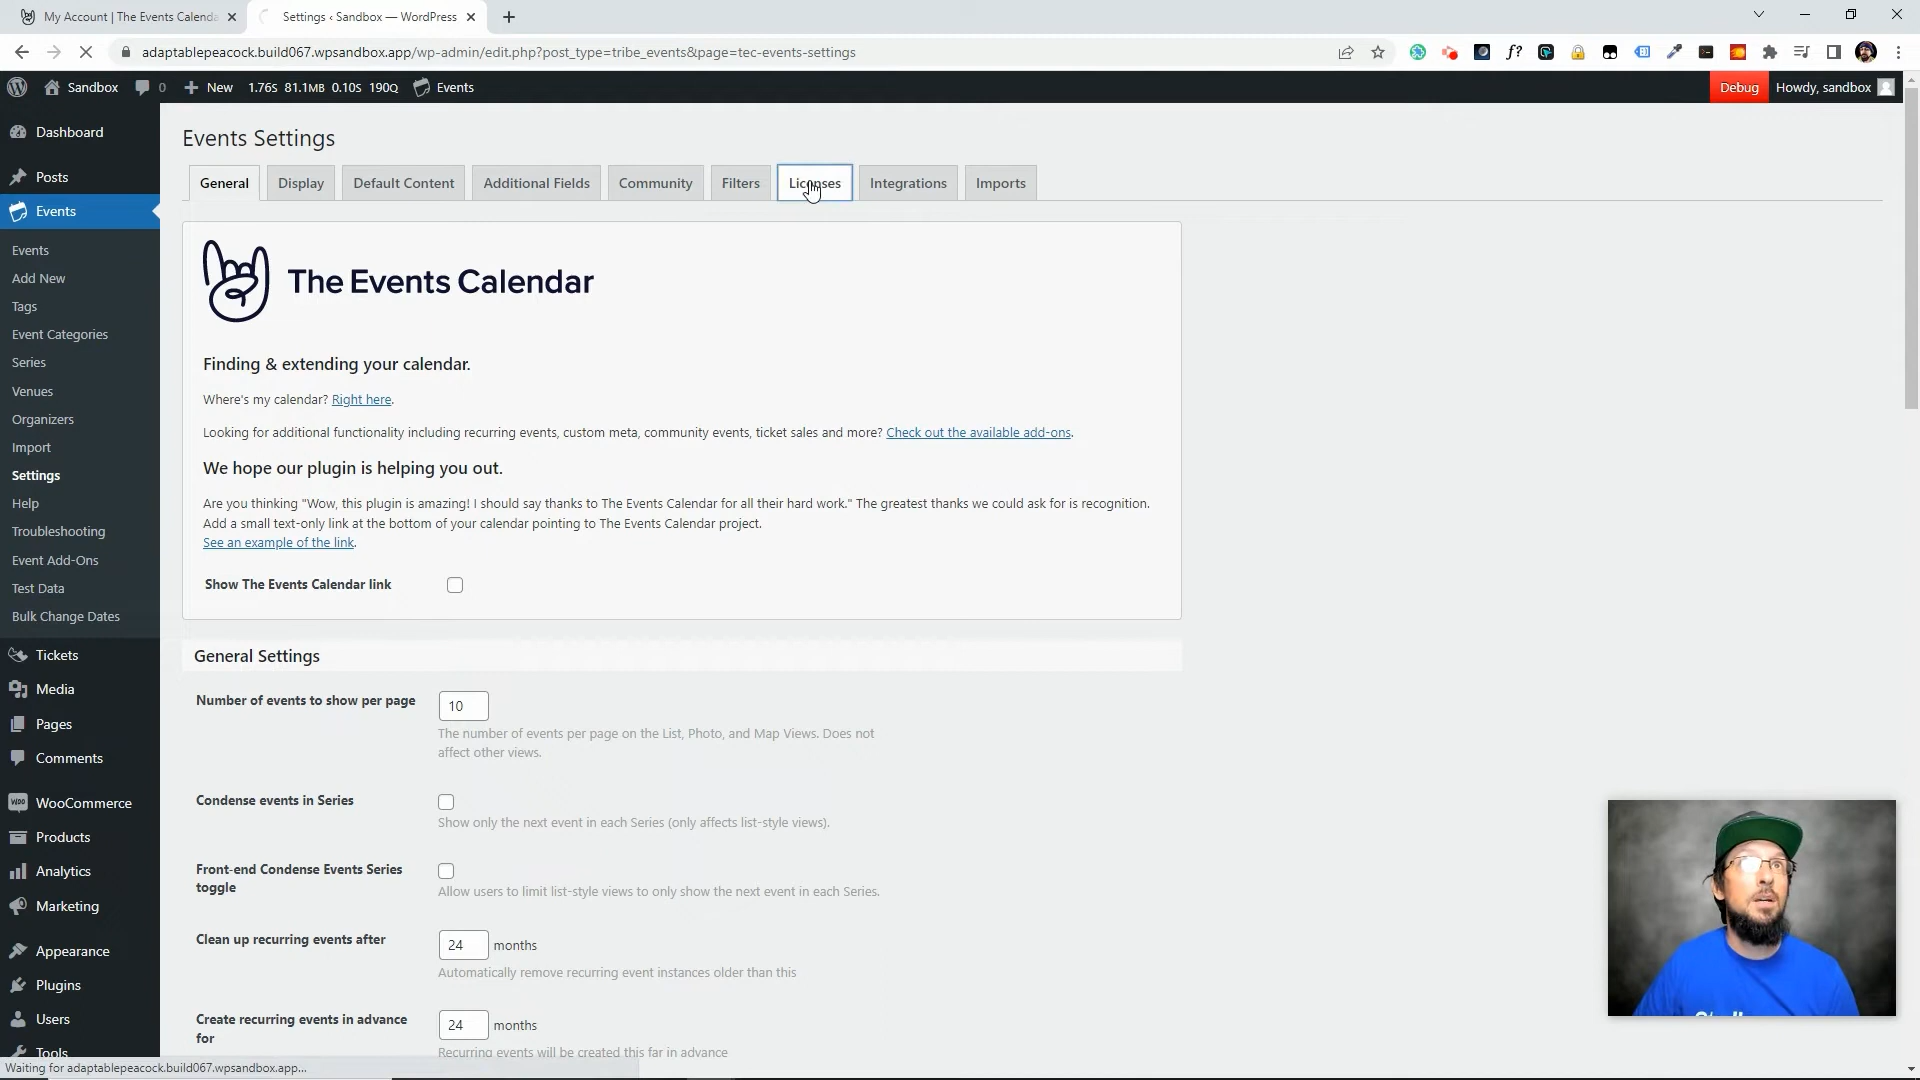 My Account | The Events Calenda
Settings ‹ Sandbox — WordPress
adaptablepeacock.build067.wpsandbox.app/wp-admin/edit.php?post_type=tribe_events&page=tec-events-settings
Sandbox
0
New
1.76S 81.1MB 0.10S 190Q
Events
Debug
Howdy, sandbox
Dashboard
Posts
Events
Events
Add New
Tags
Event Categories
Series
Venues
Organizers
Import
Settings
Help
Troubleshooting
Event Add-Ons
Test Data
Bulk Change Dates
Tickets
Media
Pages
Comments
WooCommerce
Products
Analytics
Marketing
Appearance
Plugins
Users
Tools
Events Settings
General
Display
Default Content
Additional Fields
Community
Filters
Licenses
Integrations
Imports
The Events Calendar
Finding & extending your calendar.
Where's my calendar? Right here.
Looking for additional functionality including recurring events, custom meta, community events, ticket sales and more? Check out the available add-ons.
We hope our plugin is helping you out.
Are you thinking "Wow, this plugin is amazing! I should say thanks to The Events Calendar for all their hard work." The greatest thanks we could ask for is recognition.
Add a small text-only link at the bottom of your calendar pointing to The Events Calendar project.
See an example of the link.
Show The Events Calendar link
General Settings
Number of events to show per page
10
The number of events per page on the List, Photo, and Map Views. Does not
affect other views.
Condense events in Series
Show only the next event in each Series (only affects list-style views).
Front-end Condense Events Series
toggle
Allow users to limit list-style views to only show the next event in each Series.
Clean up recurring events after
24 months
Automatically remove recurring event instances older than this
Create recurring events in advance
for
24 months
Recurring events will be created this far in advance
Waiting for adaptablepeacock.build067.wpsandbox.app...